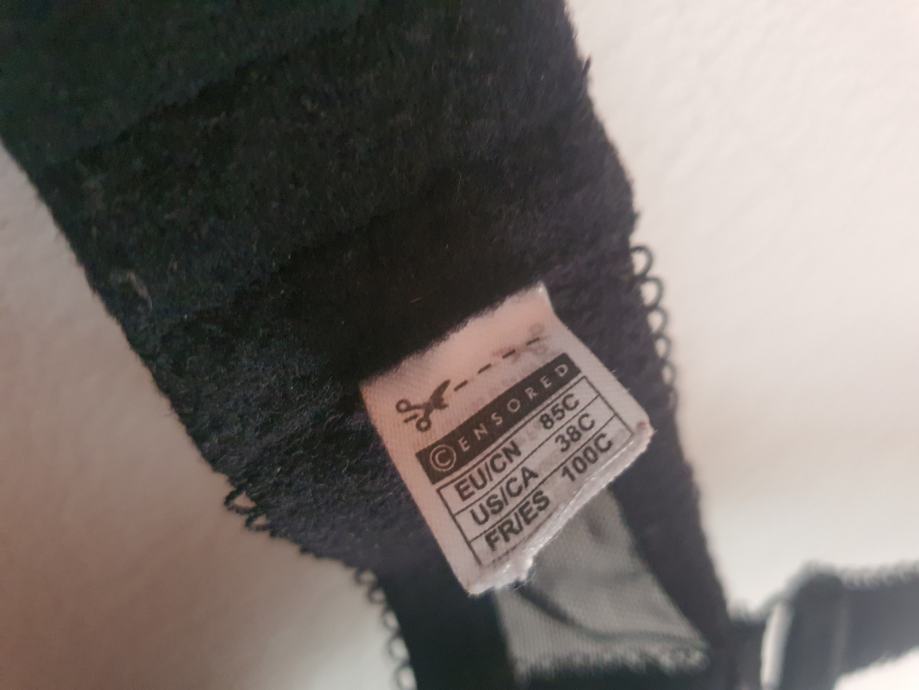 ©ENSORED
EU/CN 85C
US/CA 38C
FR/ES 100C